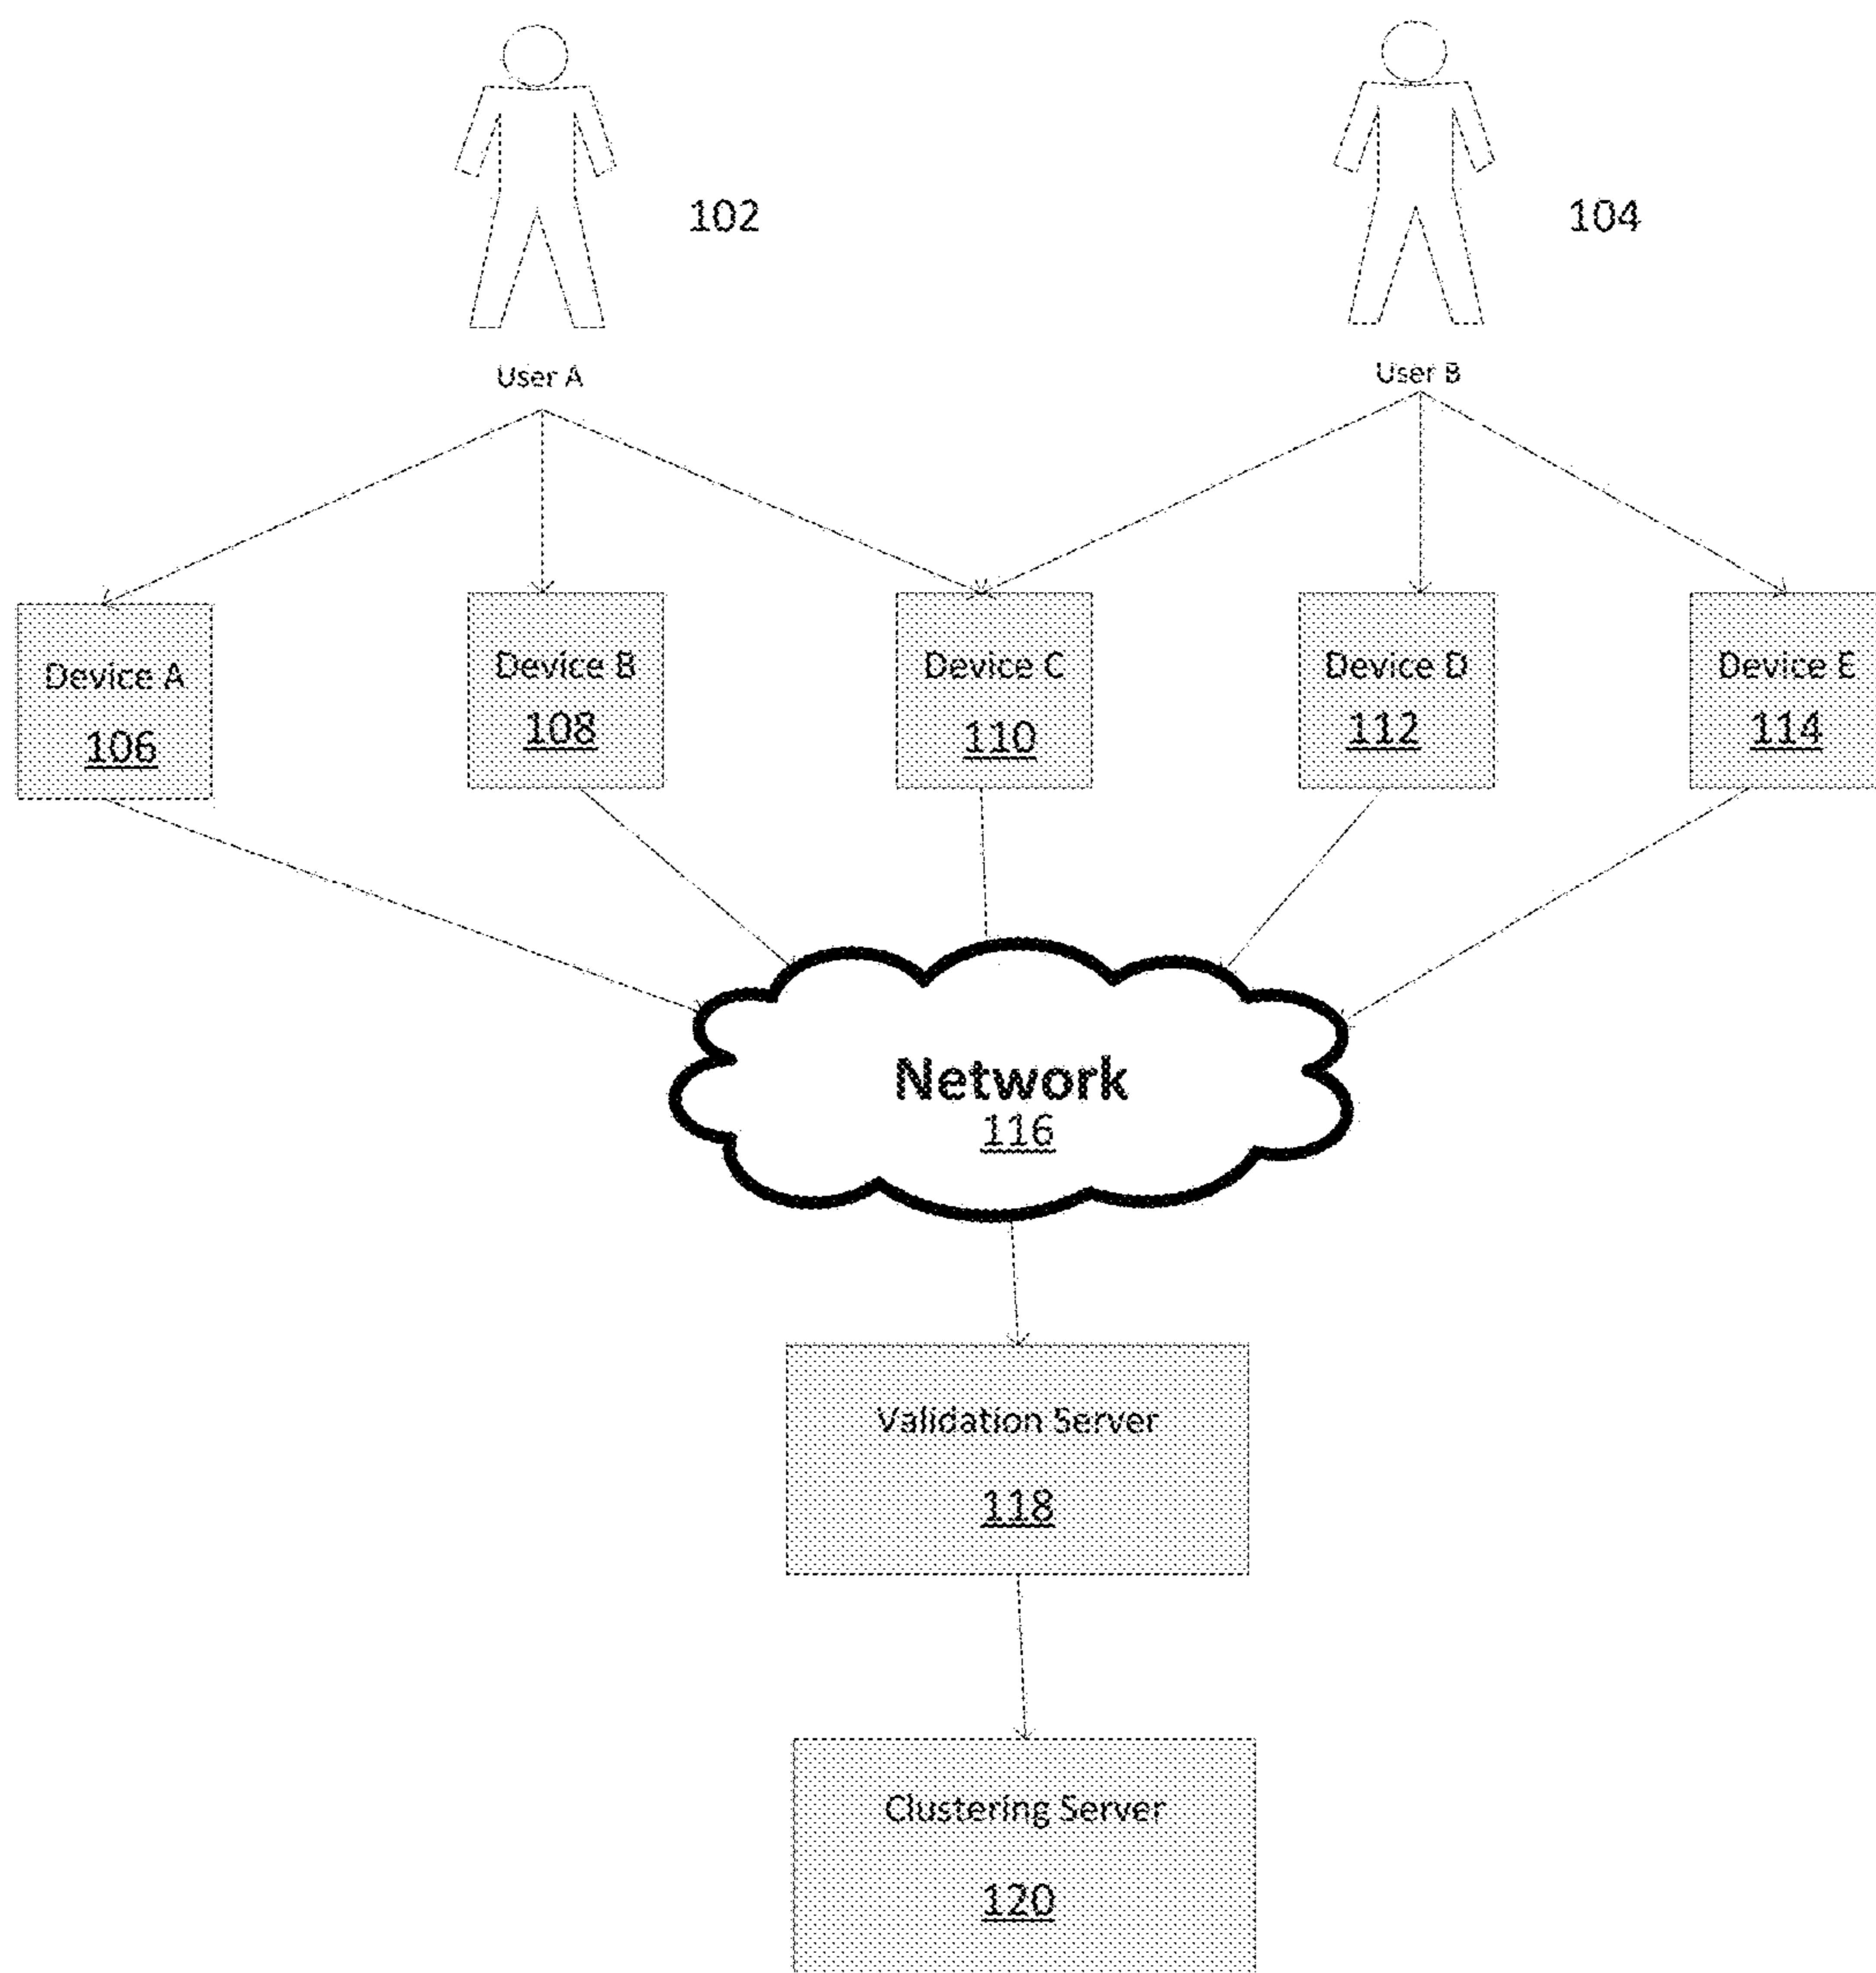 102
104
User A
User B
Device A
106
Device B
108
Device C
110
Device D
112
Device E
114
Network
116
Validation Server
118
Clustering Server
120